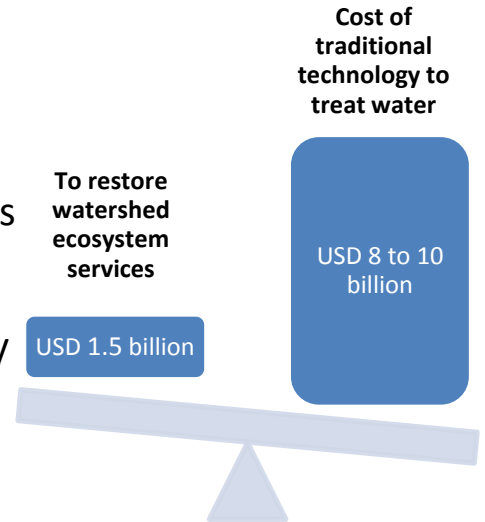 Cost of
traditional
technology to
treat water
To restore
watershed
ecosystem
services
s
USD 8 to 10
billion
y
USD 1.5 billion